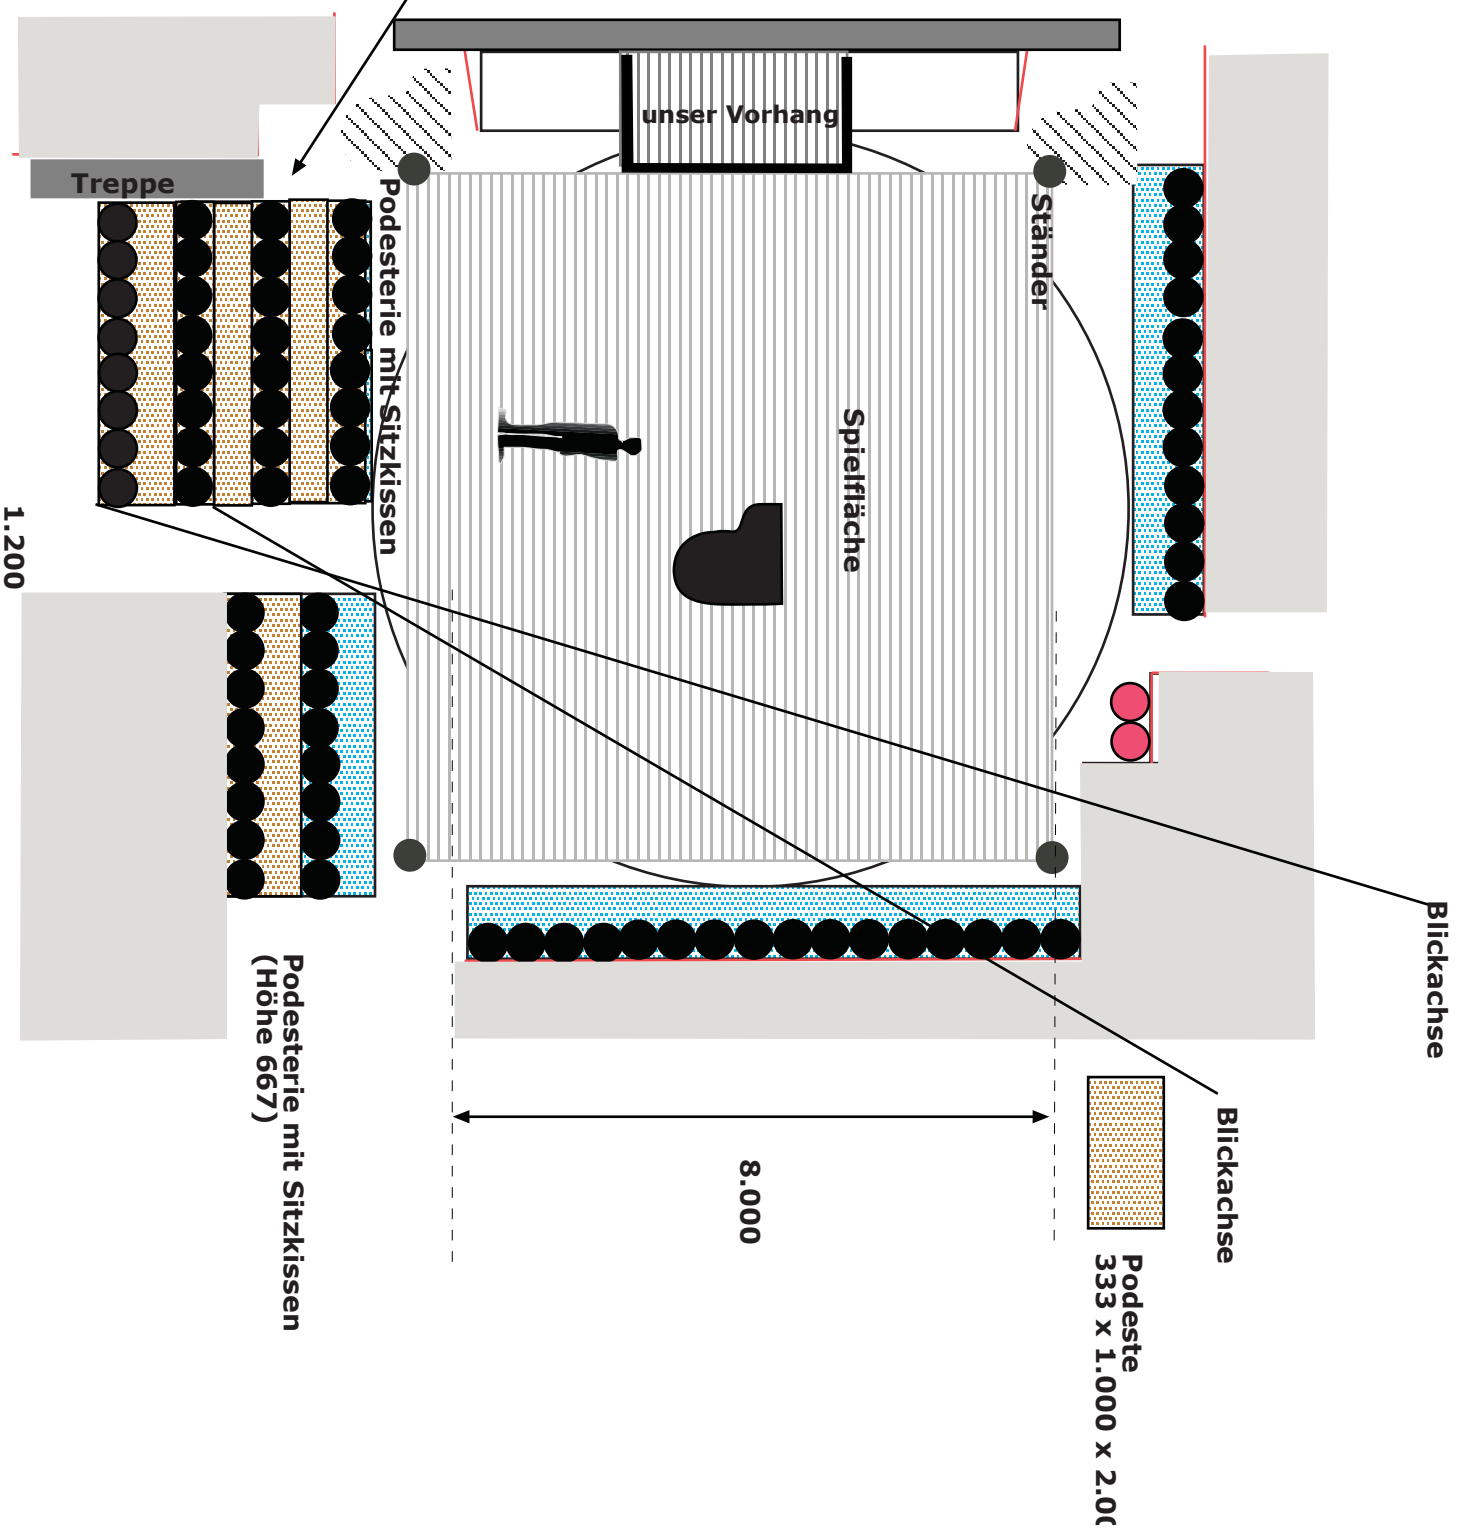 unser Vorhang
Treppe
Podesterie mit Sitzkissen
Ständer
Spielfläche
1.200
Blickachse
Podesterie mit Sitzkissen
(Höhe 667)
8.000
Blickachse
Podeste
333 x 1.000 x 2.00